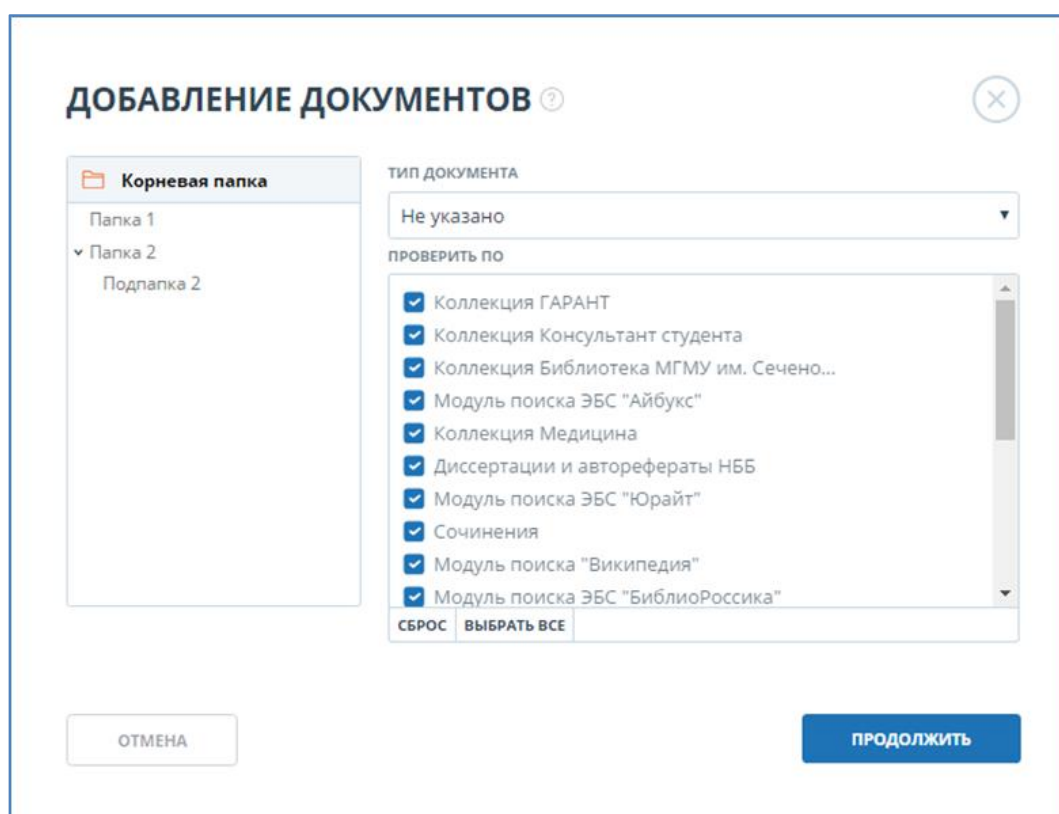 ДОБАВЛЕНИЕ ДОКУМЕНТОВ ?
Корневая папка
Папка 1
Папка 2
Подпапка 2
ТИП ДОКУМЕНТА
Не указано
ПРОВЕРИТЬ ПО
Коллекция ГАРАНТ
Коллекция Консультант студента
Коллекция Библиотека МГМУ им. Сечено...
Модуль поиска ЭБС "Айбукс"
Коллекция Медицина
Диссертации и авторефераты НББ
Модуль поиска ЭБС "Юрайт"
Сочинения
Модуль поиска "Википедия"
Модуль поиска ЭБС "БиблиоРоссика"
СБРОС ВЫБРАТЬ ВСЕ
ОТМЕНА
ПРОДОЛЖИТЬ